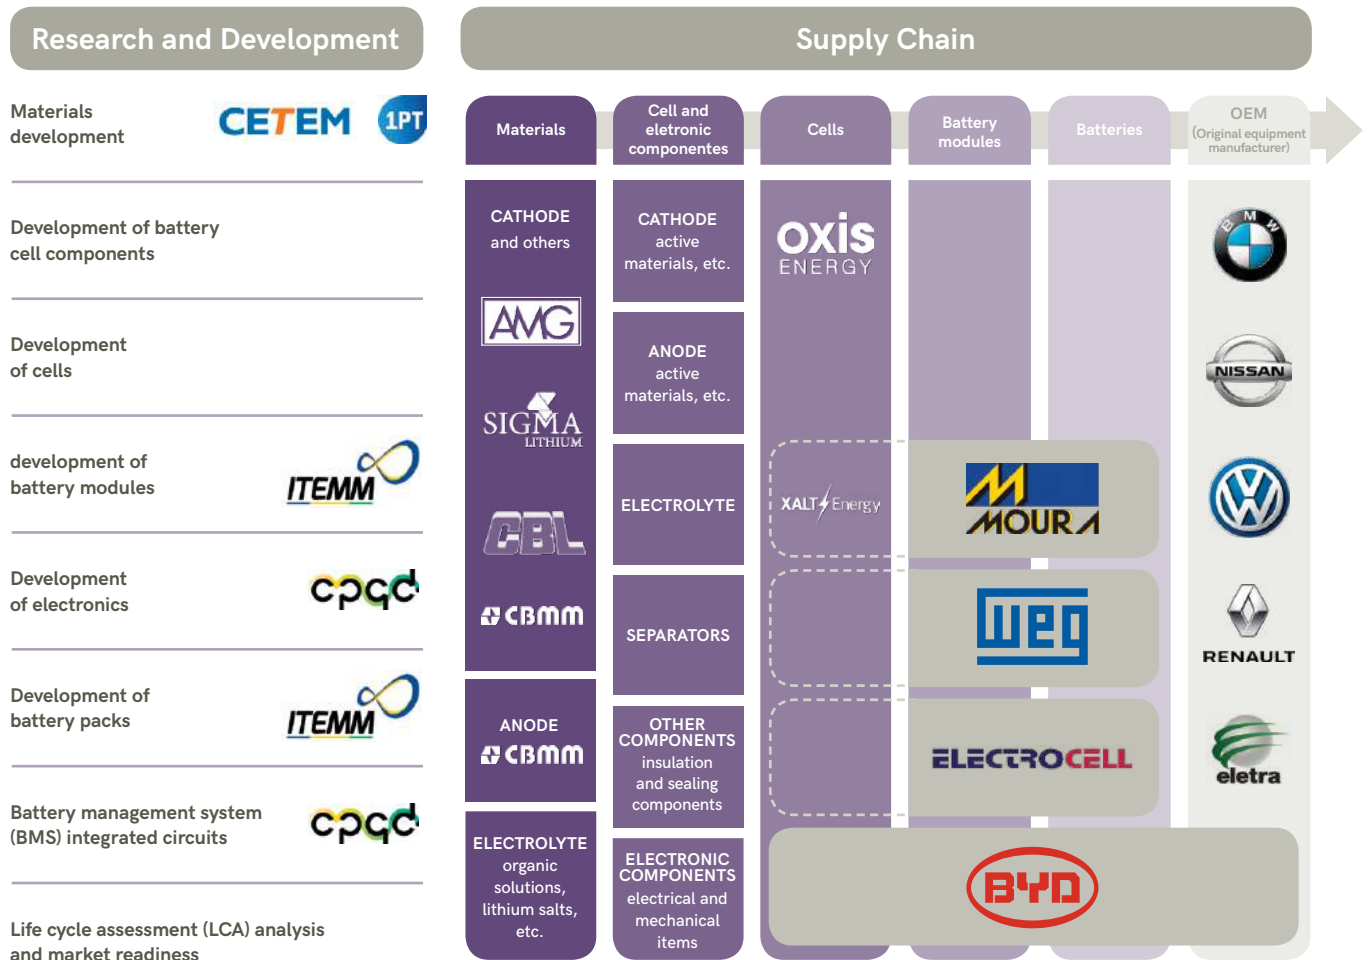 Research and Development
Materials
development
CETEM
1PT
Development of battery
cell components
Development
of cells
development of
battery modules
ITEMM
Development
of electronics
cpqd
Development of
battery packs
ITEMM
Battery management system
(BMS) integrated circuits
cpqd
Life cycle assessment (LCA) analysis
and market readiness
Supply Chain
Materials
Cell and
eletronic
componentes
Cells
Battery
modules
Batteries
OEM
(Original equipment
manufacturer)
CATHODE
and others
AMG
SIGMA
LITHIUM
CBL
CBMM
ANODE
CBMM
ELECTROLYTE
organic
solutions,
lithium salts,
etc.
CATHODE
active
materials, etc.
ANODE
active
materials, etc.
ELECTROLYTE
SEPARATORS
OTHER
COMPONENTS
insulation
and sealing
components
ELECTRONIC
COMPONENTS
electrical and
mechanical
items
oxis
ENERGY
XALT Energy
MOURA
weg
ELECTROCELL
BYD
BMW
NISSAN
VW
RENAULT
eletra